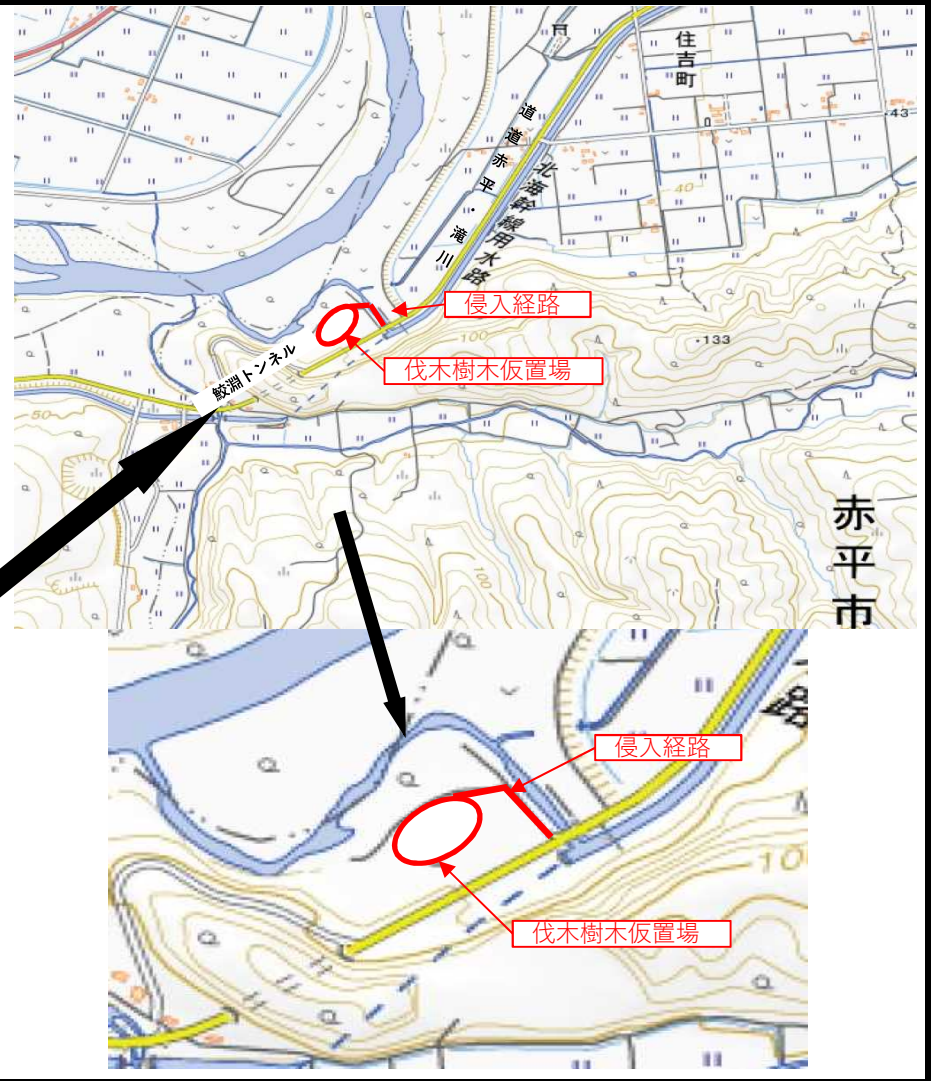 住吉町
43
道道赤平・滝川
北海幹線用水路
40
侵入経路
100
・133
伐木樹木仮置場
鮫淵トンネル
50
100
赤平市
路
侵入経路
10
伐木樹木仮置場